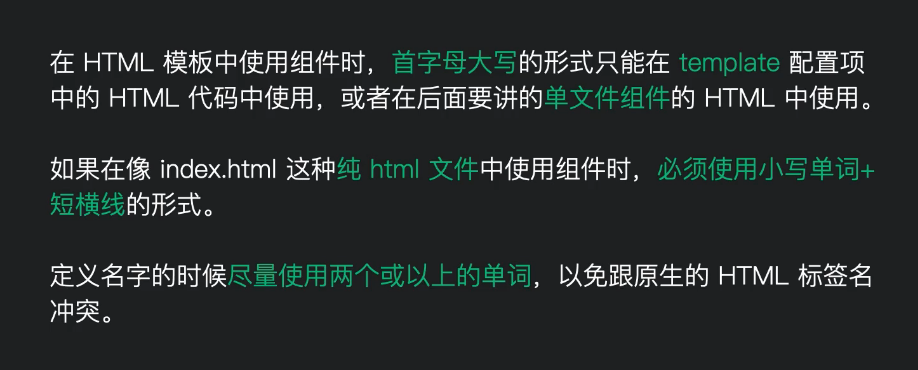 在 HTML 模板中使用组件时，首字母大写的形式只能在 template 配置项
中的 HTML 代码中使用，或者在后面要讲的单文件组件的 HTML 中使用。
如果在像 index.html 这种纯 html 文件中使用组件时，必须使用小写单词+
短横线的形式。
定义名字的时候尽量使用两个或以上的单词，以免跟原生的 HTML 标签名
冲突。